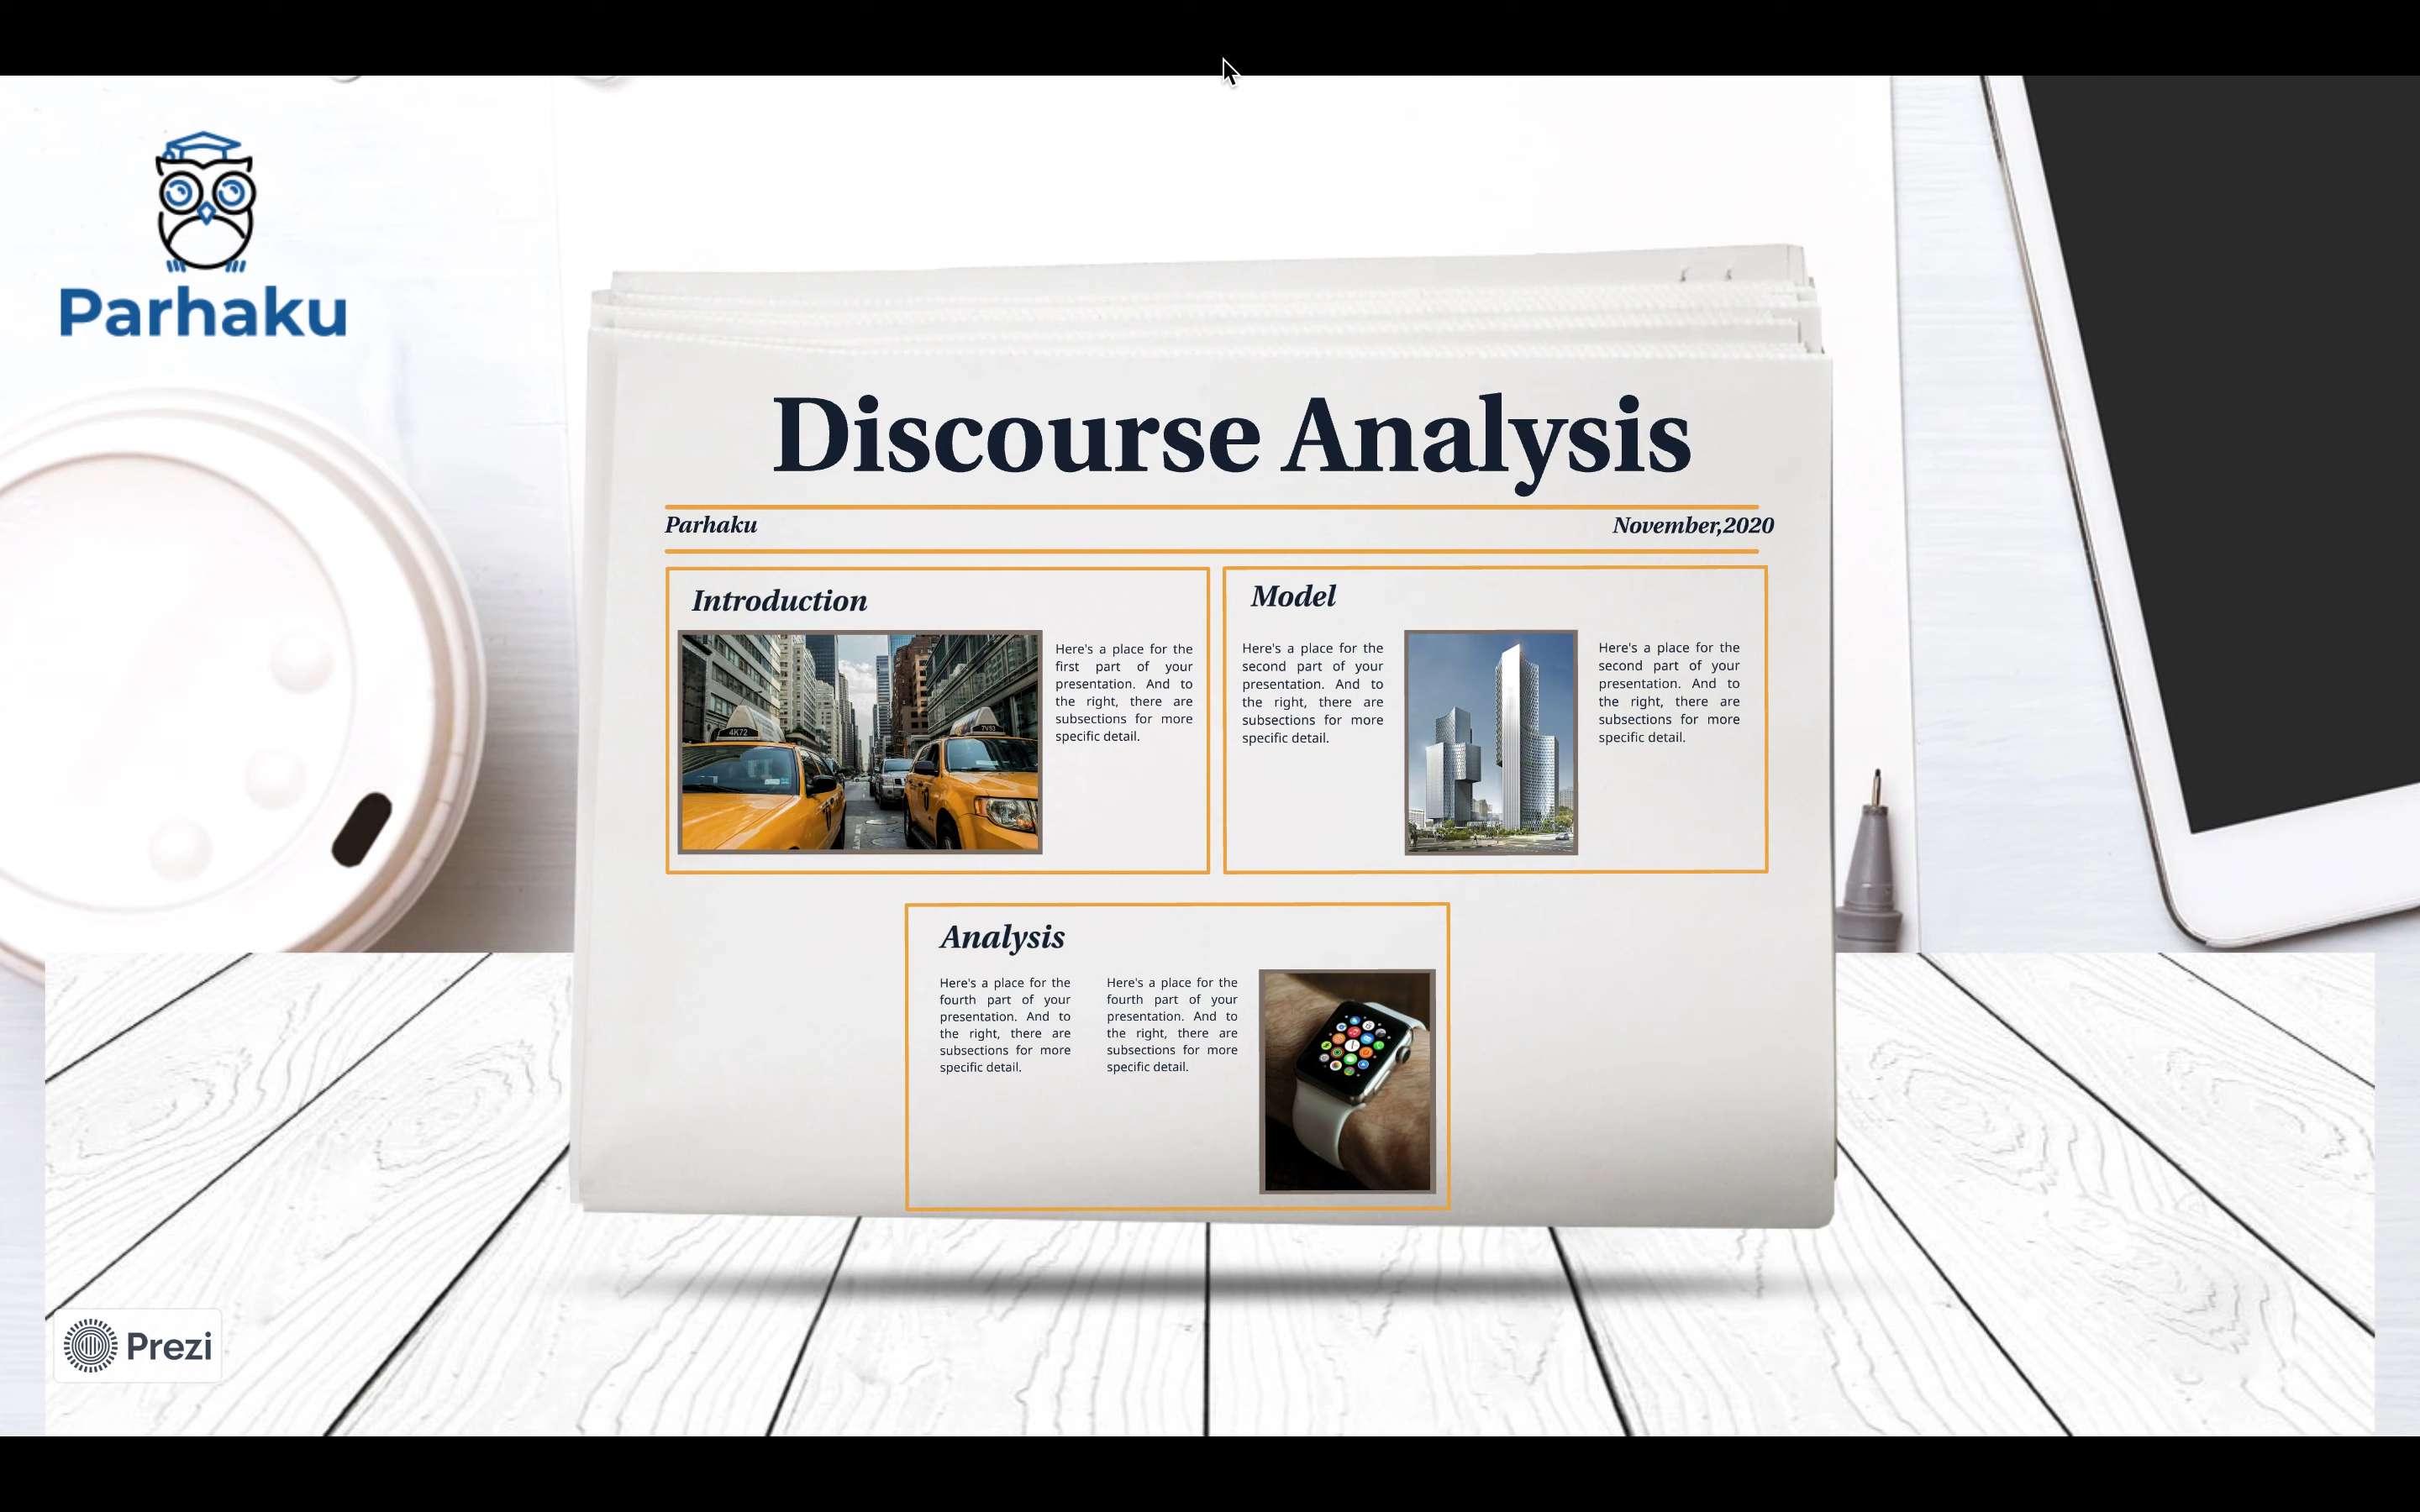 Parhaku
Discourse Analysis
Parhaku
November,2020
Introduction
4K72
7V53
Here's a place for the
first part of your
presentation. And to
the right, there are
subsections for more
specific detail.
Model
Here's a place for the
second part of your
presentation. And to
the right, there are
subsections for more
specific detail.
Here's a place for the
second part of your
presentation. And to
the right, there are
subsections for more
specific detail.
Analysis
Here's a place for the
fourth part of your
presentation. And to
the right, there are
subsections for more
specific detail.
Here's a place for the
fourth part of your
presentation. And to
the right, there are
subsections for more
specific detail.
Prezi